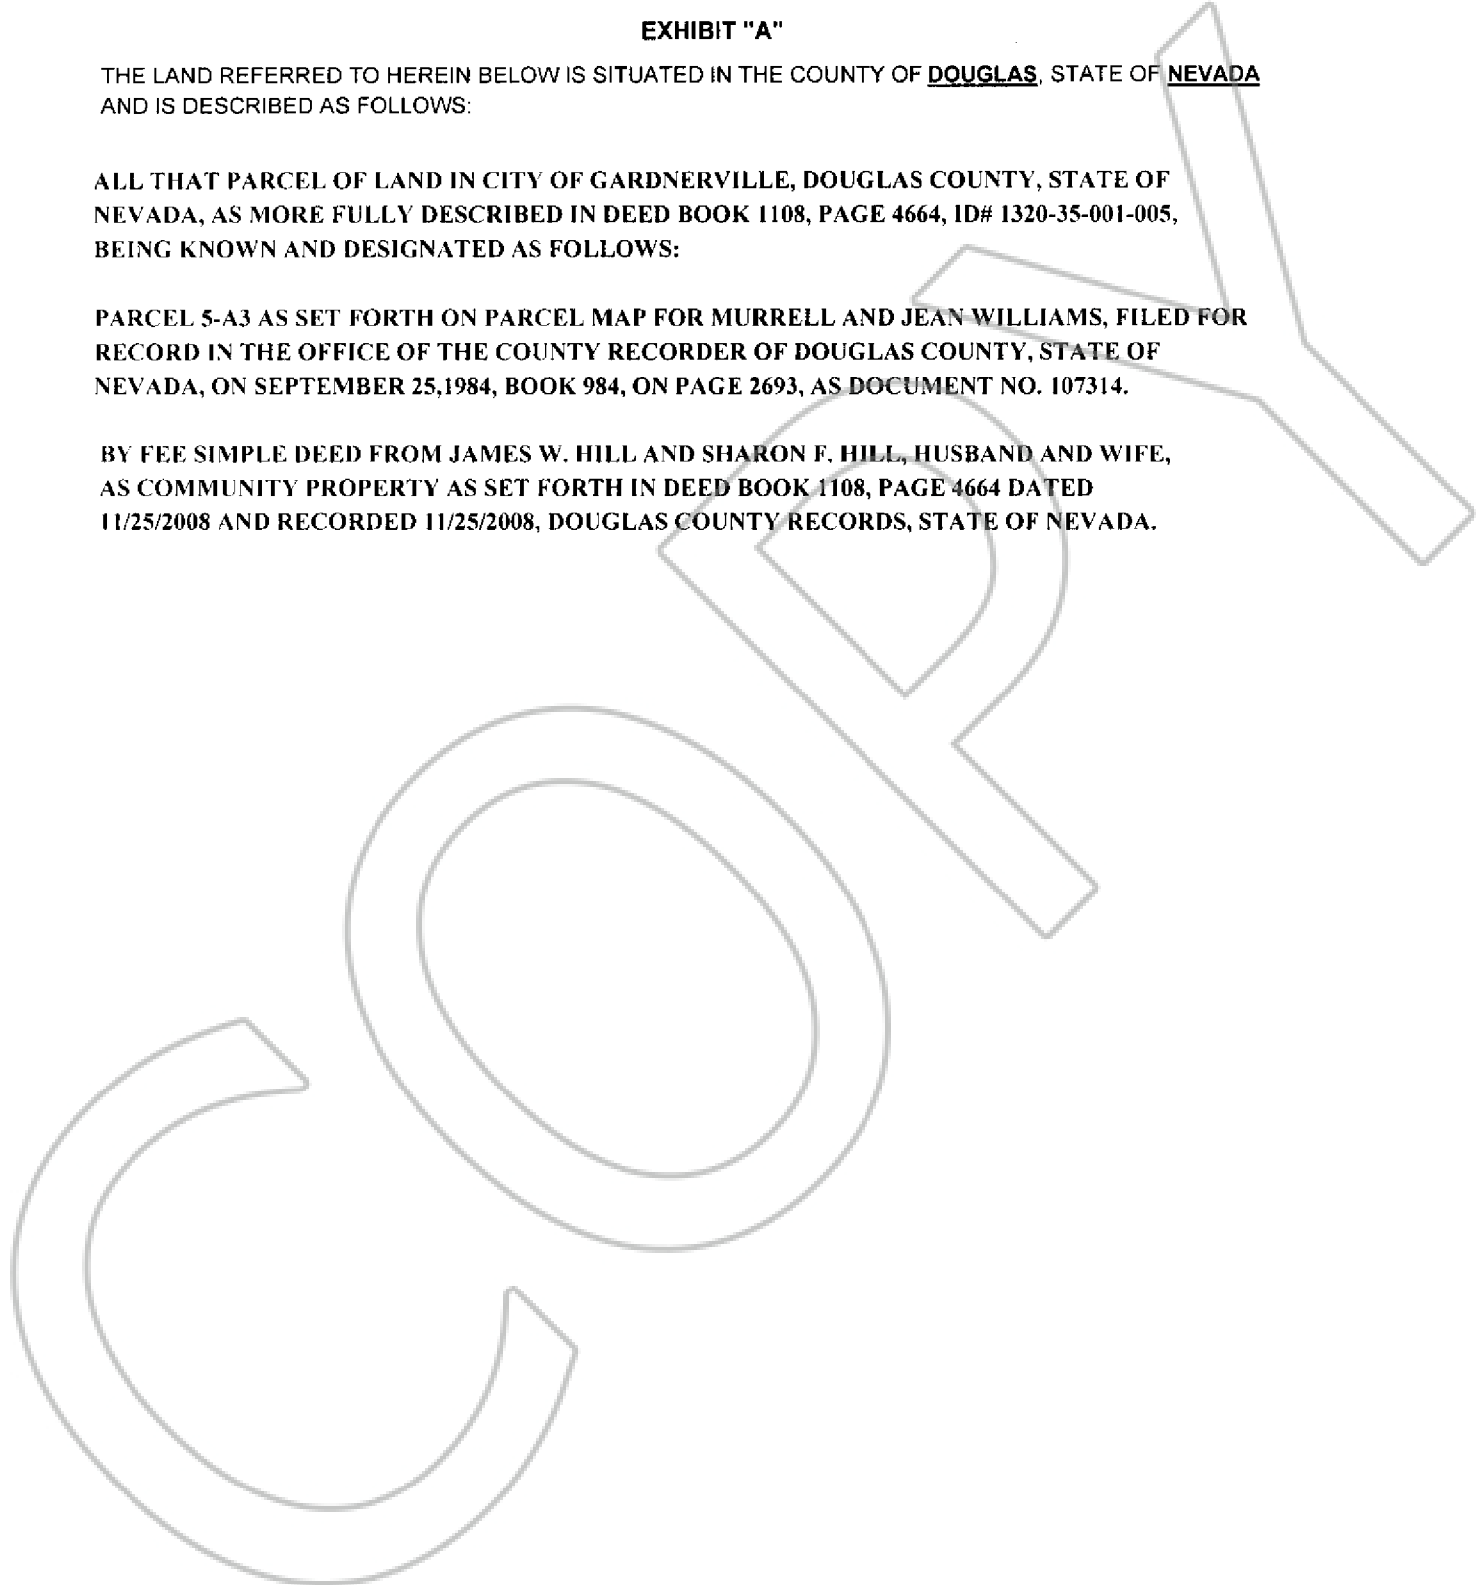 EXHIBIT "A"
THE LAND REFERRED TO HEREIN BELOW IS SITUATED IN THE COUNTY OF DOUGLAS, STATE OF NEVADA
AND IS DESCRIBED AS FOLLOWS:
ALL THAT PARCEL OF LAND IN CITY OF GARDNERVILLE, DOUGLAS COUNTY, STATE OF
NEVADA, AS MORE FULLY DESCRIBED IN DEED BOOK 1108, PAGE 4664, ID# 1320-35-001-005,
BEING KNOWN AND DESIGNATED AS FOLLOWS:
PARCEL 5-A3 AS SET FORTH ON PARCEL MAP FOR MURRELL AND JEAN WILLIAMS, FILED FOR
RECORD IN THE OFFICE OF THE COUNTY RECORDER OF DOUGLAS COUNTY, STATE OF
NEVADA, ON SEPTEMBER 25,1984, BOOK 984, ON PAGE 2693, AS DOCUMENT NO. 107314.
BY FEE SIMPLE DEED FROM JAMES W. HILL AND SHARON F. HILL, HUSBAND AND WIFE,
AS COMMUNITY PROPERTY AS SET FORTH IN DEED BOOK 1108, PAGE 4664 DATED
11/25/2008 AND RECORDED 11/25/2008, DOUGLAS COUNTY RECORDS, STATE OF NEVADA.
COPY